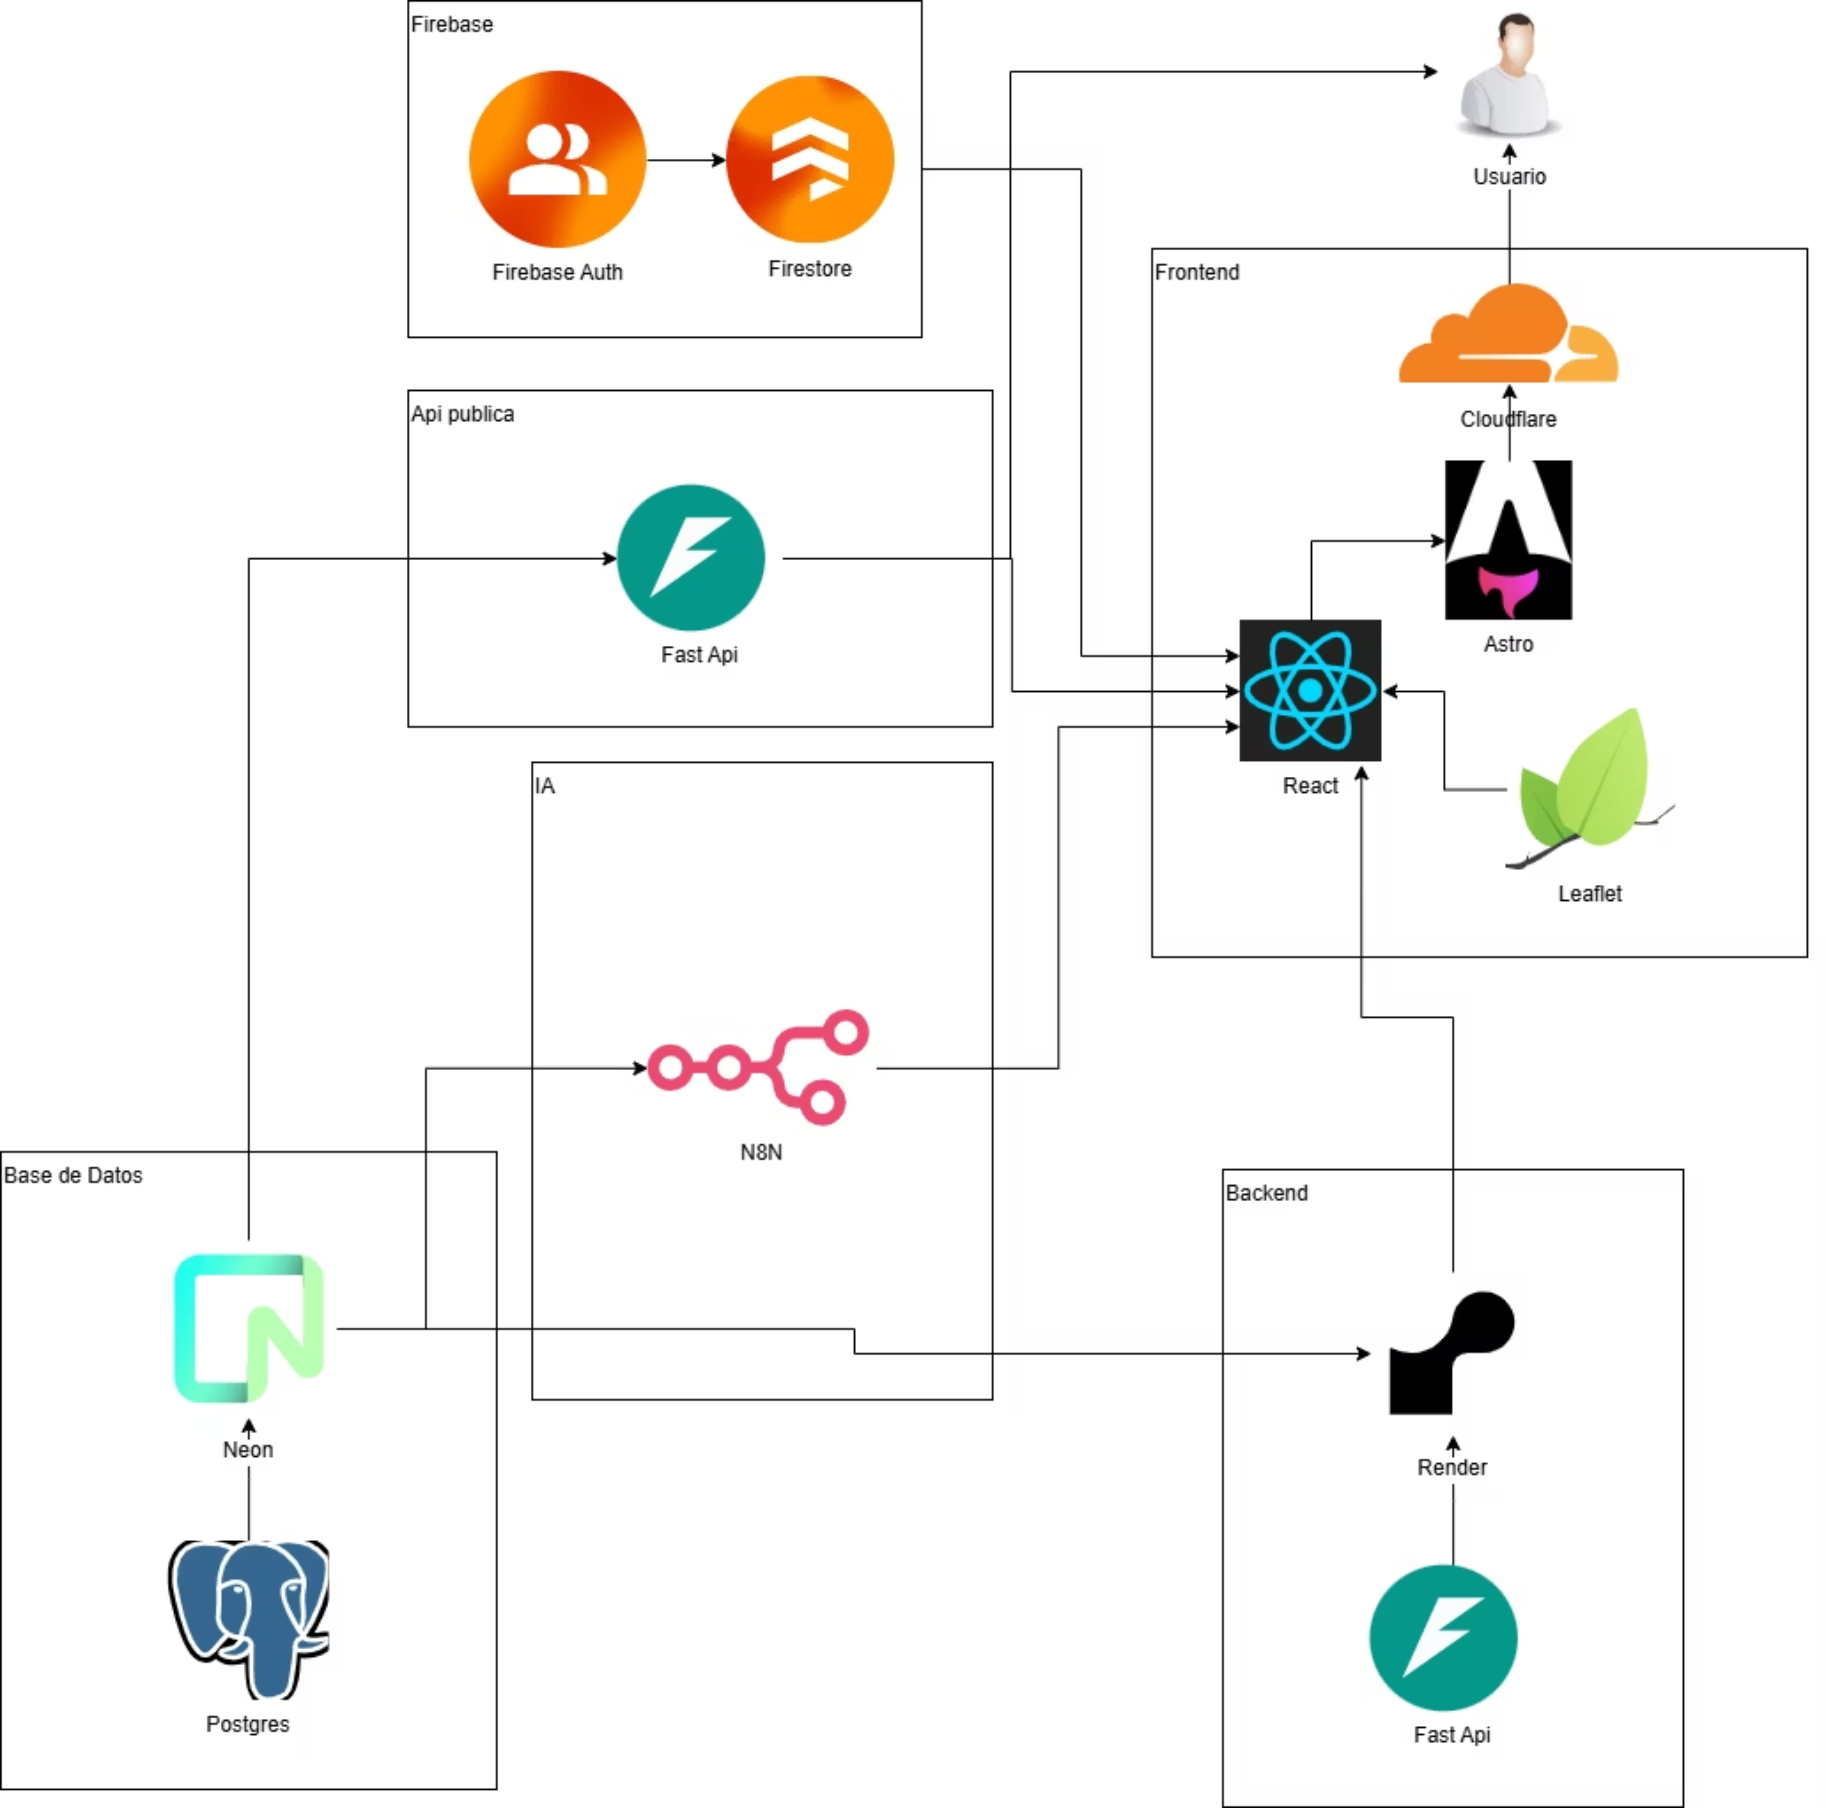 Firebase
Firebase Auth
Firestore
Usuario
Frontend
Cloudflare
Astro
React
Leaflet
Api publica
Fast Api
IA
N8N
Base de Datos
Neon
Postgres
Backend
Render
Fast Api